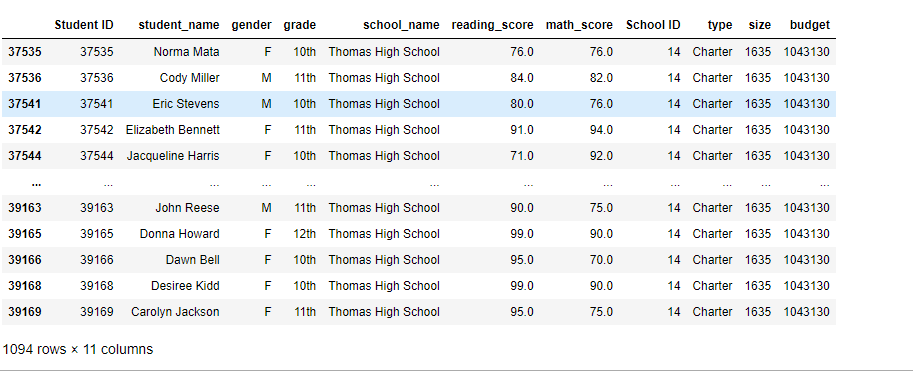 Student ID student_name gender grade school_name reading_score math_score School ID type size budget
37535 37535 Norma Mata F 10th Thomas High School 76.0 76.0 14 Charter 1635 1043130
37536 37536 Cody Miller M 11th Thomas High School 84.0 82.0 14 Charter 1635 1043130
37541 37541 Eric Stevens M 10th Thomas High School 80.0 76.0 14 Charter 1635 1043130
37542 37542 Elizabeth Bennett F 11th Thomas High School 91.0 94.0 14 Charter 1635 1043130
37544 37544 Jacqueline Harris F 10th Thomas High School 71.0 92.0 14 Charter 1635 1043130
... ... ... ... ... ... ... ... ... ... ... ...
39163 39163 John Reese M 11th Thomas High School 90.0 75.0 14 Charter 1635 1043130
39165 39165 Donna Howard F 12th Thomas High School 99.0 90.0 14 Charter 1635 1043130
39166 39166 Dawn Bell F 10th Thomas High School 95.0 70.0 14 Charter 1635 1043130
39168 39168 Desiree Kidd F 10th Thomas High School 99.0 90.0 14 Charter 1635 1043130
39169 39169 Carolyn Jackson F 11th Thomas High School 95.0 75.0 14 Charter 1635 1043130
1094 rows × 11 columns